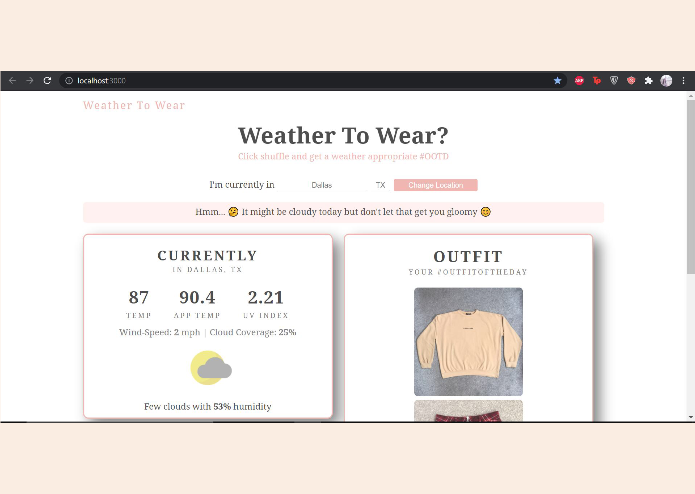 localhost:3000
ABP
Weather To Wear
Weather To Wear?
Click shuffle and get a weather appropriate #OOTD
I'm currently in Dallas TX Change Location
Hmm... 🤔 It might be cloudy today but don't let that get you gloomy 😊
CURRENTLY
IN DALLAS, TX
87 90.4 2.21
TEMP APP TEMP UV INDEX
Wind-Speed: 2 mph | Cloud Coverage: 25%
Few clouds with 53% humidity
OUTFIT
YOUR #OUTFITOFTHEDAY